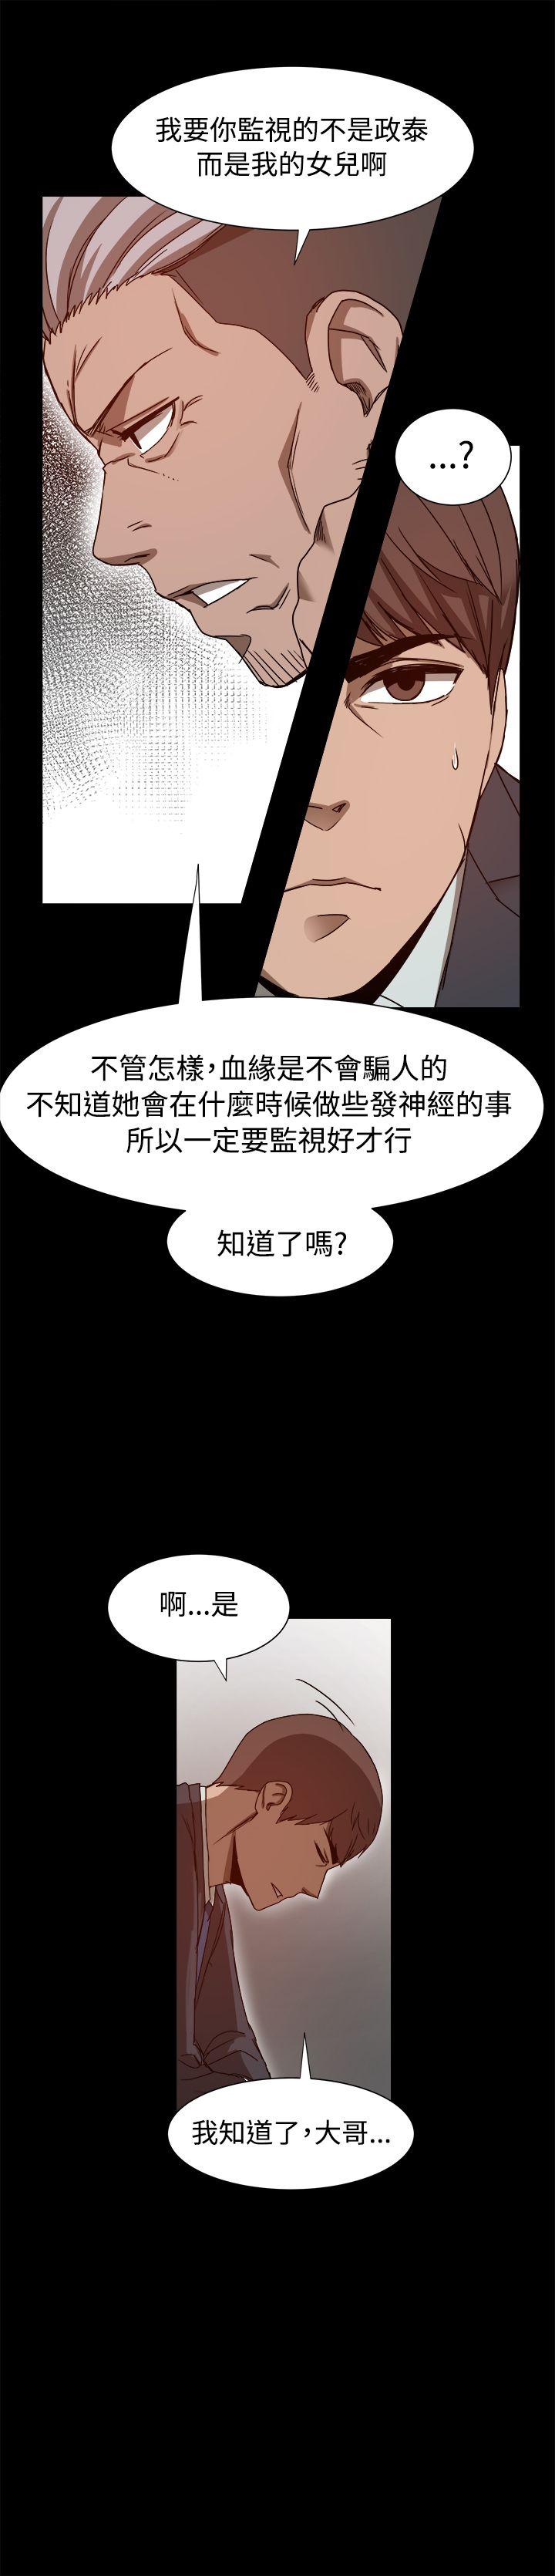 我要你監視的不是政泰
而是我的女兒啊
...?
不管怎樣，血緣是不會騙人的
不知道她會在什麼時候做些發神經的事
所以一定要監視好才行
知道了嗎?
啊...是
我知道了，大哥...